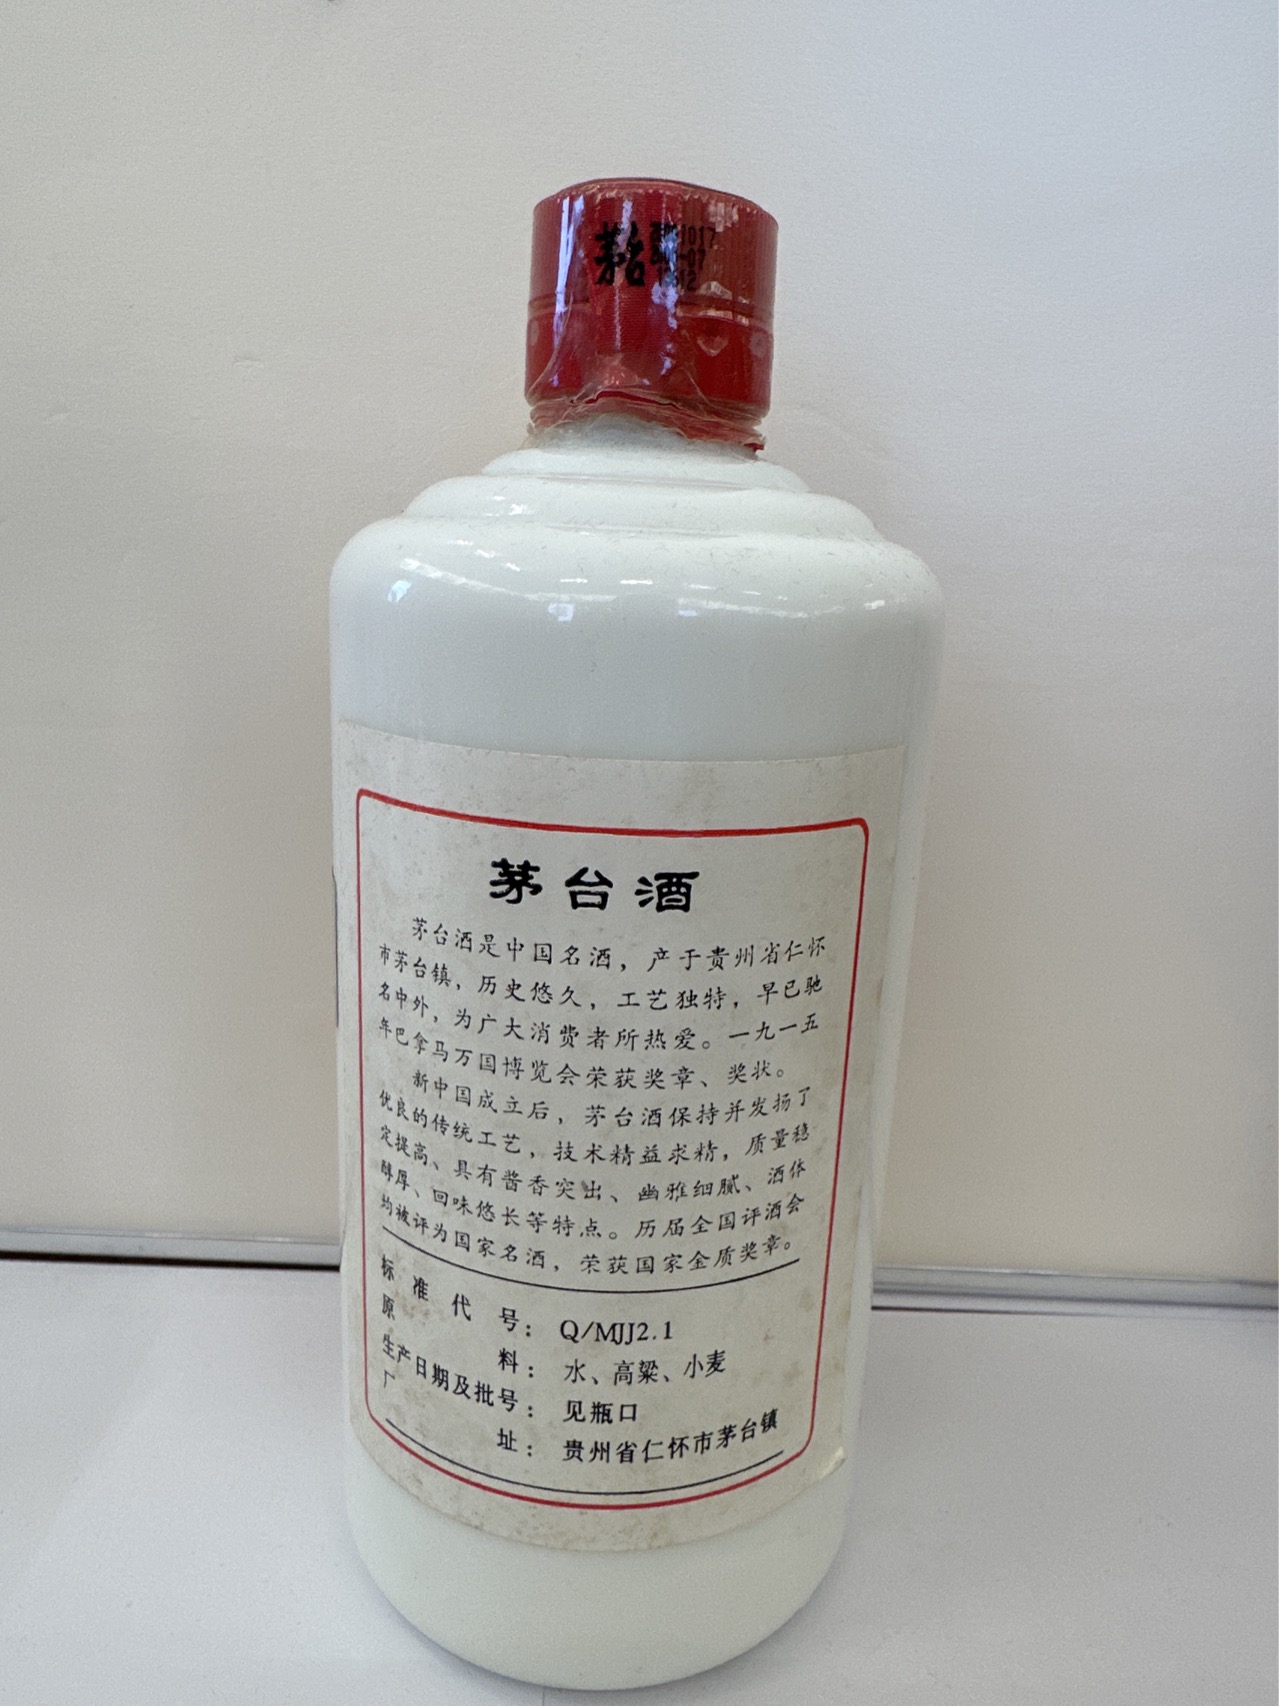 茅台
茅台酒
茅台酒是中国名酒，产于贵州省仁怀
市茅台镇，历史悠久，工艺独特，早已驰
名中外，为广大消费者所热爱。一九一五
年巴拿马万国博览会荣获奖章、奖状。
新中国成立后，茅台酒保持并发扬了
优良的传统工艺，技术精益求精，质量稳
定提高、具有酱香突出、幽雅细腻、酒体
醇厚、回味悠长等特点。历届全国评酒会
均被评为国家名酒，荣获国家金质奖章。
标准代号：Q/MJJ2.1
原料：水、高粱、小麦
生产日期及批号：见瓶口
厂址：贵州省仁怀市茅台镇